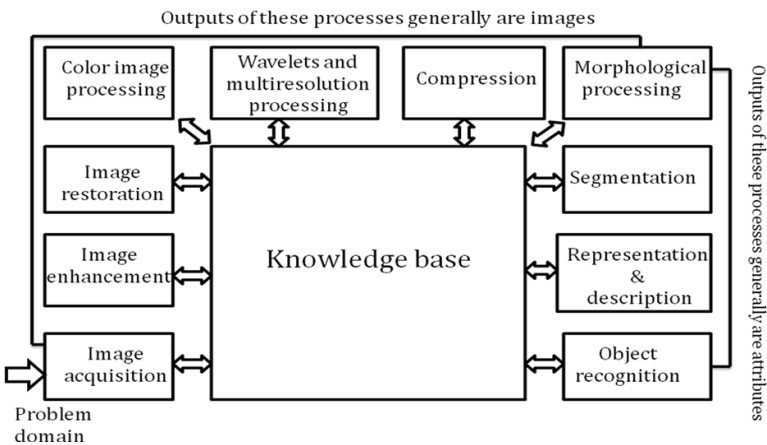 Outputs of these processes generally are images
Color image
processing
Wavelets and
multiresolution
processing
Compression
Morphological
processing
Outputs of these processes generally are attributes
Image
restoration
Segmentation
Knowledge base
Image
enhancement
Representation
&
description
Image
acquisition
Object
recognition
Problem
domain